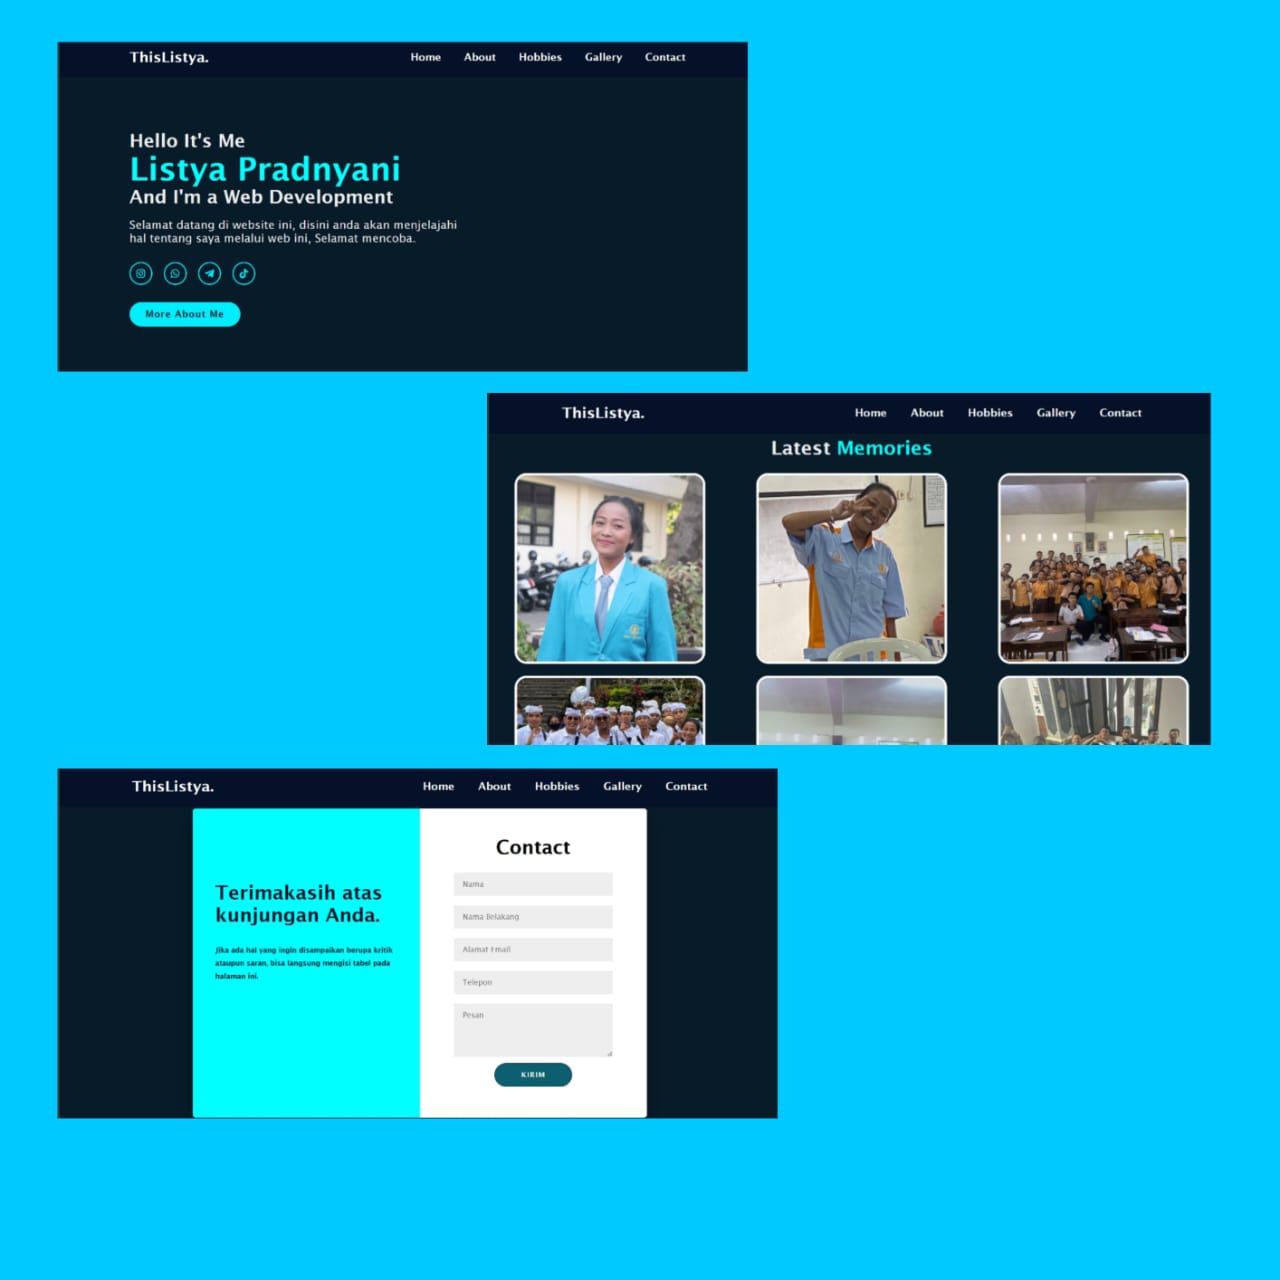 ThisListya.
Home About Hobbies Gallery Contact
Hello It's Me
Listya Pradnyani
And I'm a Web Development
Selamat datang di website ini, disini anda akan menjelajahi
hal tentang saya melalui web ini, Selamat mencoba.
More About Me
ThisListya.
Home About Hobbies Gallery Contact
Latest Memories
ThisListya.
Home About Hobbies Gallery Contact
Terimakasih atas
kunjungan Anda.
Jika ada hal yang ingin disampaikan berupa kritik
ataupun saran, bisa langsung mengisi tabel pada
halaman ini.
Contact
Nama
Nama Belakang
Alamat Email
Telepon
Pesan
KIRIM